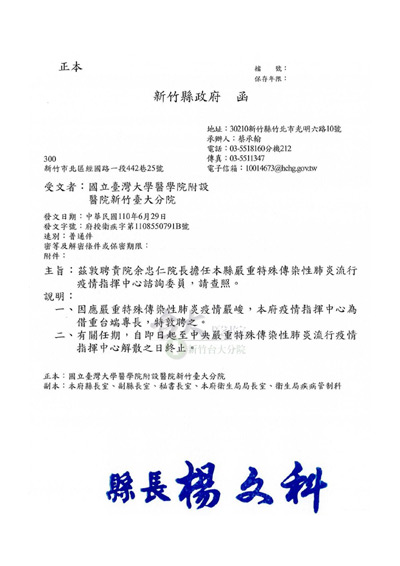 正本
檔　號：
保存年限：
新竹縣政府　函
地址：30210新竹縣竹北市光明六路10號
承辦人：蔡承翰
電話：03-5518160分機212
傳真：03-5511347
電子信箱：10014673@hchg.gov.tw
300
新竹市北區經國路一段442巷25號
受文者：國立臺灣大學醫學院附設
醫院新竹臺大分院
發文日期：中華民國110年6月29日
發文字號：府授衛疾字第1108550791B號
速別：普通件
密等及解密條件或保密期限：
附件：
主旨：茲敦聘貴院余忠仁院長擔任本縣嚴重特殊傳染性肺炎流行
疫情指揮中心諮詢委員，請查照。
說明：
一、因應嚴重特殊傳染性肺炎疫情嚴峻，本府疫情指揮中心為
借重台端專長，特敦聘之。
二、有關任期，自即日起至中央嚴重特殊傳染性肺炎流行疫情
指揮中心解散之日終止。
新竹台大分院
正本：國立臺灣大學醫學院附設醫院新竹臺大分院
副本：本府縣長室、副縣長室、秘書長室、本府衛生局局長室、衛生局疾病管制科
縣長楊文科